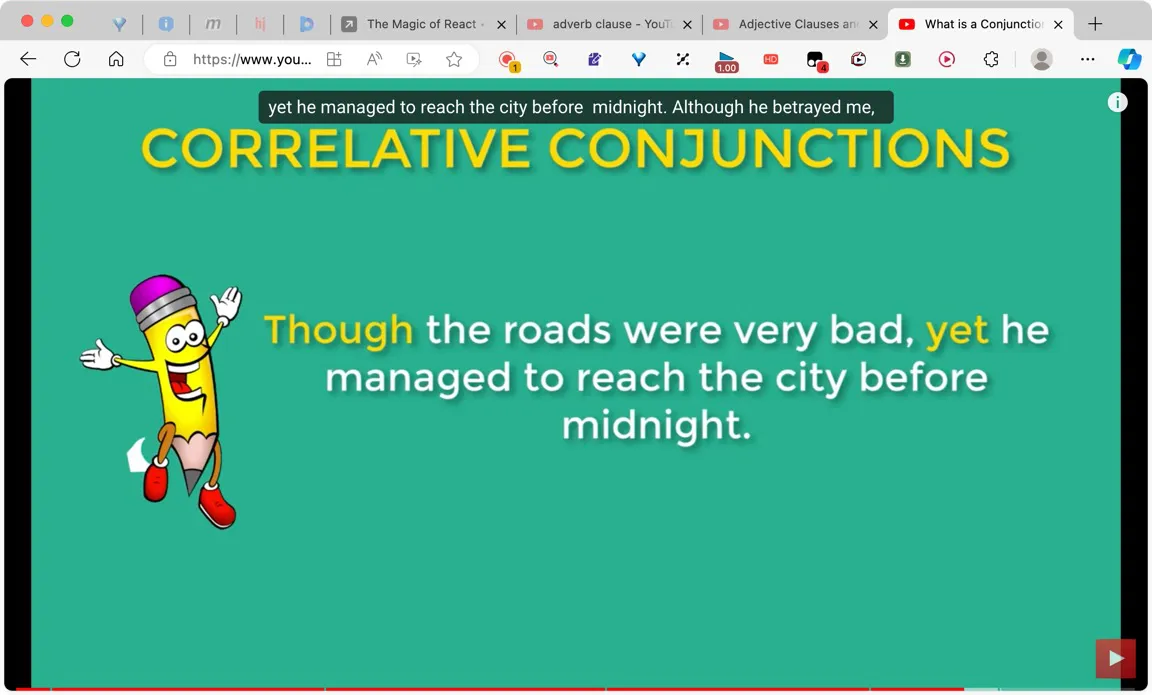 m
hj
The Magic of React
adverb clause - YouT
Adjective Clauses an
What is a Conjunctio
https://www.you...
1
1.00
HD
4
yet he managed to reach the city before midnight. Although he betrayed me,
CORRELATIVE CONJUNCTIONS
Though the roads were very bad, yet he
managed to reach the city before
midnight.